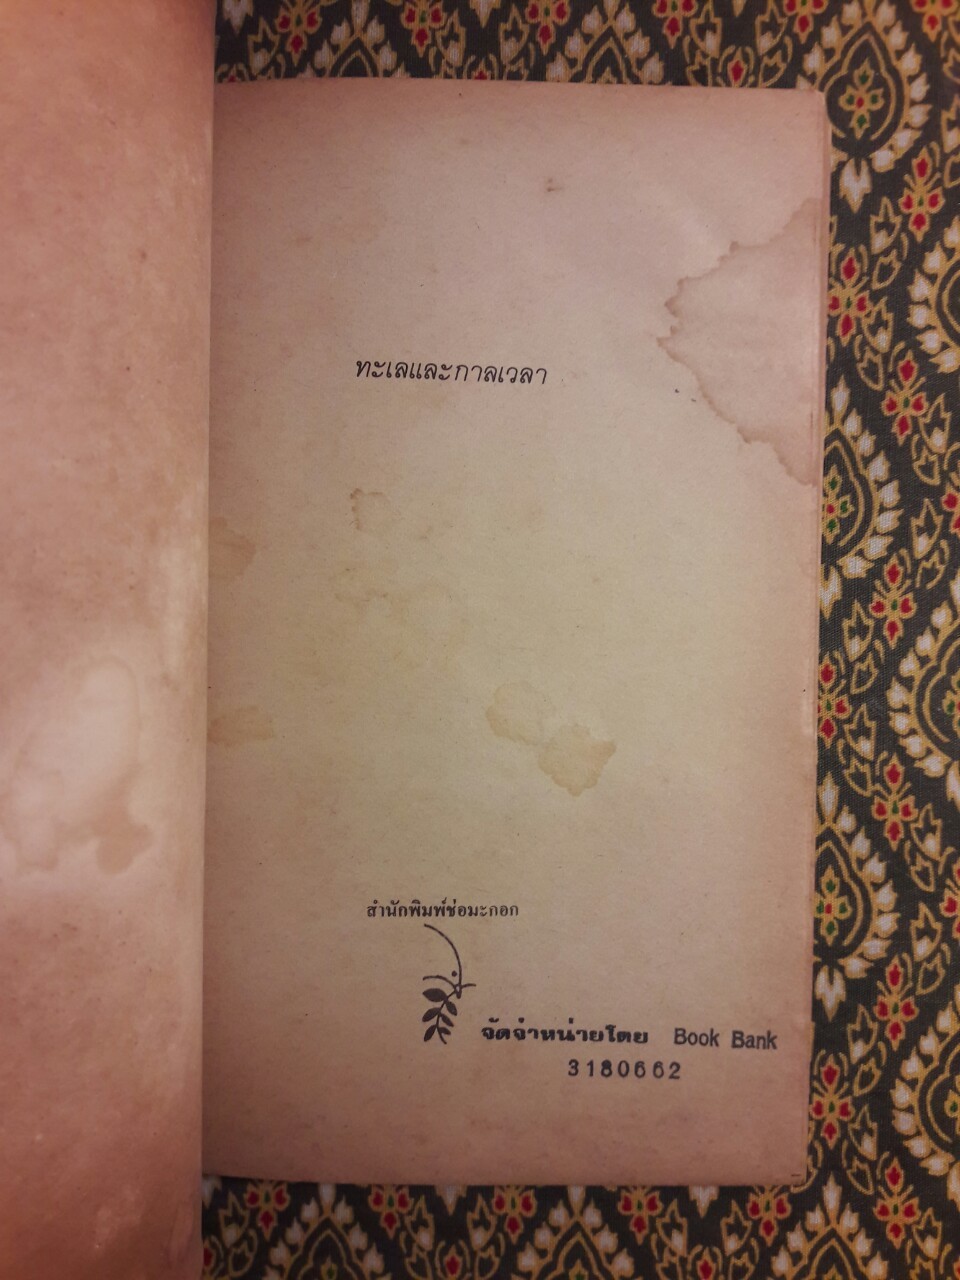 ทะเลและกาลเวลา
สำนักพิมพ์ช่อมะกอก
จัดจำหน่ายโดย Book Bank
3180662